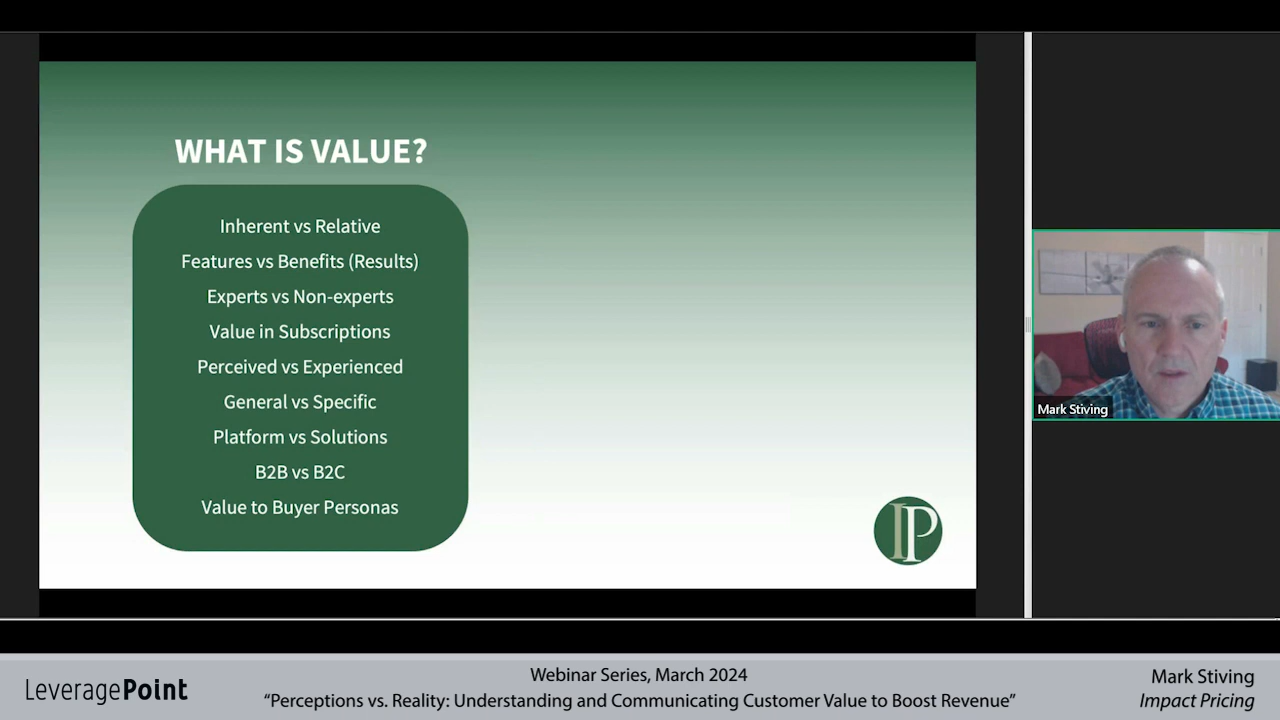 WHAT IS VALUE?
Inherent vs Relative
Features vs Benefits (Results)
Experts vs Non-experts
Value in Subscriptions
Perceived vs Experienced
General vs Specific
Platform vs Solutions
B2B vs B2C
Value to Buyer Personas
IP
Mark Stiving
LeveragePoint
Webinar Series, March 2024
“Perceptions vs. Reality: Understanding and Communicating Customer Value to Boost Revenue”
Mark Stiving
Impact Pricing